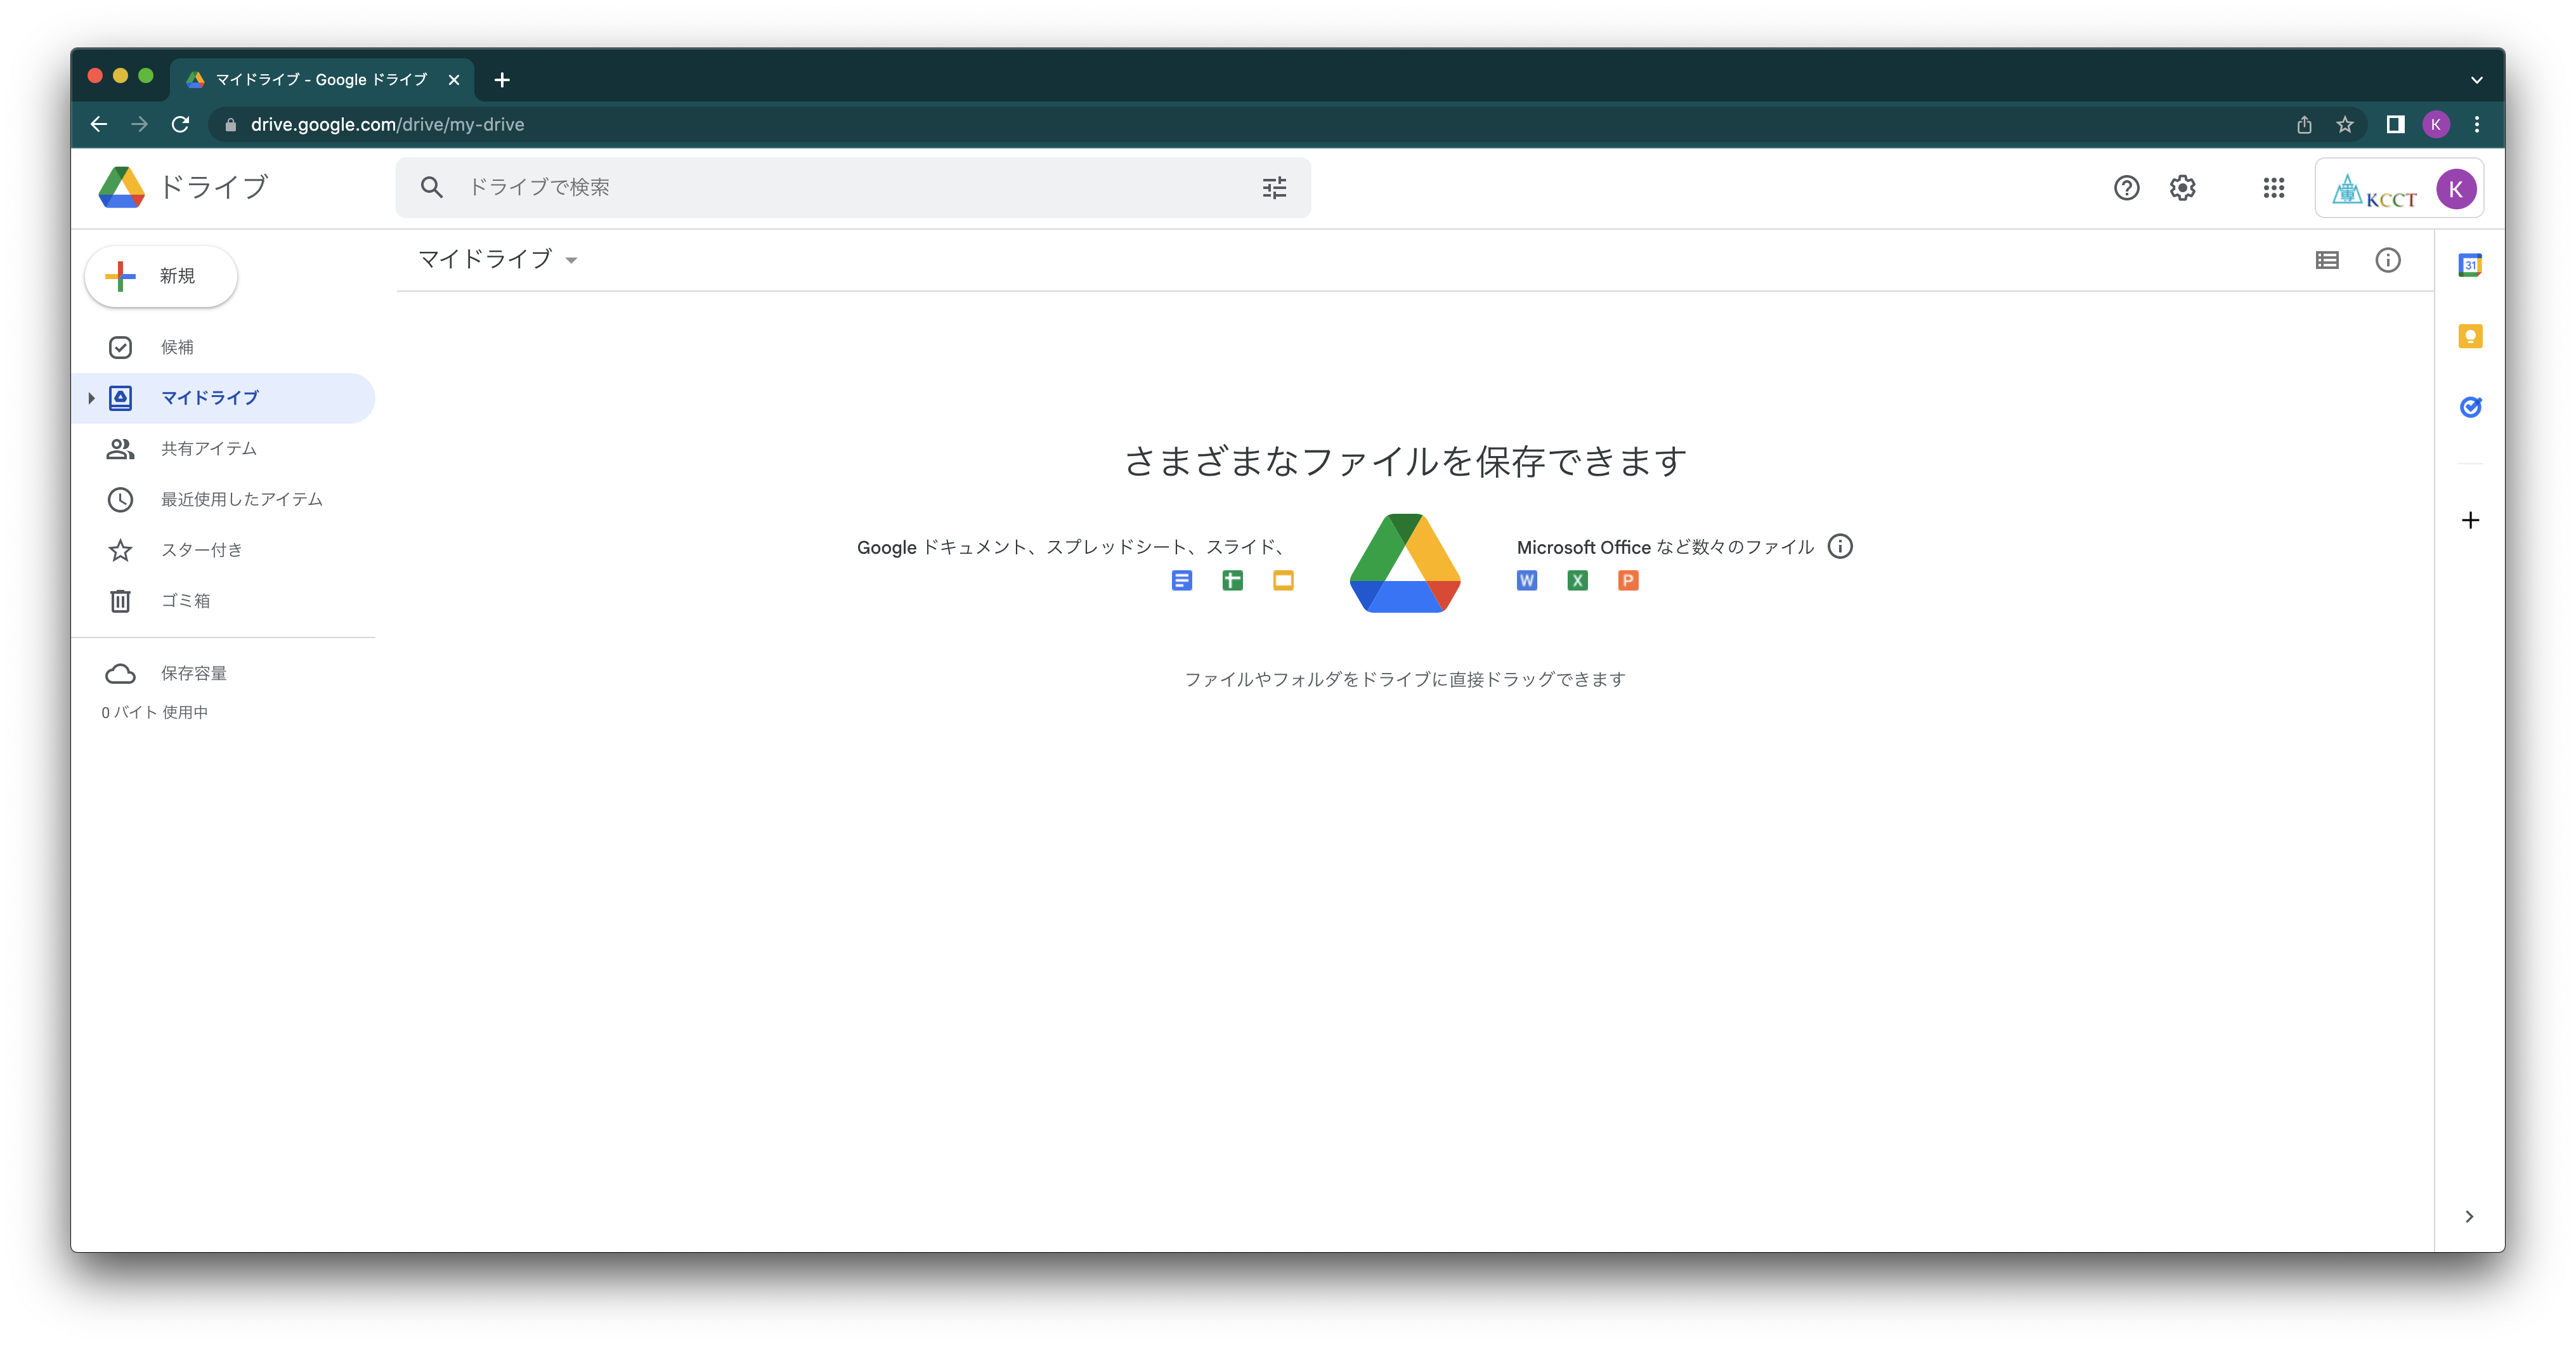 マイドライブ - Google ドライブ
drive.google.com/drive/my-drive
K
ドライブ
ドライブで検索
KCCT
K
新規
マイドライブ
31
候補
マイドライブ
共有アイテム
最近使用したアイテム
スター付き
ゴミ箱
保存容量
0 バイト 使用中
さまざまなファイルを保存できます
Google ドキュメント、スプレッドシート、スライド、
Microsoft Office など数々のファイル
W X P
ファイルやフォルダをドライブに直接ドラッグできます